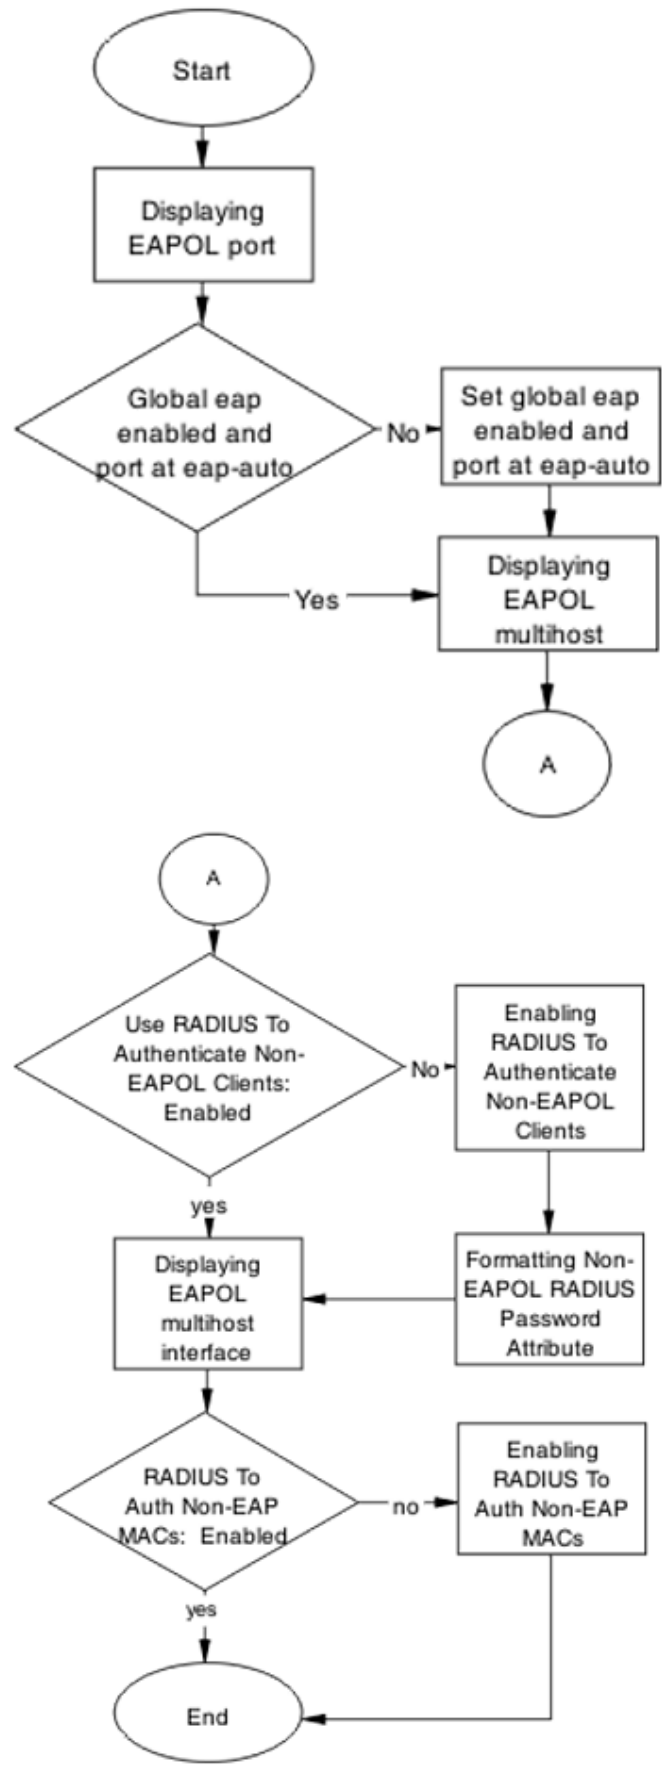 Start
Displaying
EAPOL port
Global eap
enabled and
port at eap-auto
No
Set global eap
enabled and
port at eap-auto
Yes
Displaying
EAPOL
multihost
A
A
Use RADIUS To
Authenticate Non-
EAPOL Clients:
Enabled
No
Enabling
RADIUS To
Authenticate
Non-EAPOL
Clients
yes
Displaying
EAPOL
multihost
interface
Formatting Non-
EAPOL RADIUS
Password
Attribute
RADIUS To
Auth Non-EAP
MACs: Enabled
no
Enabling
RADIUS To
Auth Non-EAP
MACs
yes
End